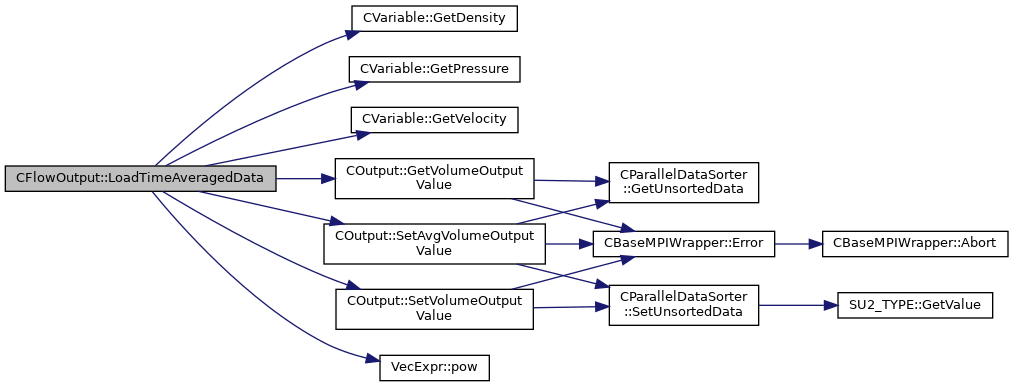 CVariable::GetDensity
CVariable::GetPressure
CVariable::GetVelocity
CFlowOutput::LoadTimeAveragedData
COutput::GetVolumeOutput
Value
CParallelDataSorter
::GetUnsortedData
COutput::SetAvgVolumeOutput
Value
CBaseMPIWrapper::Error
CBaseMPIWrapper::Abort
COutput::SetVolumeOutput
Value
CParallelDataSorter
::SetUnsortedData
SU2_TYPE::GetValue
VecExpr::pow